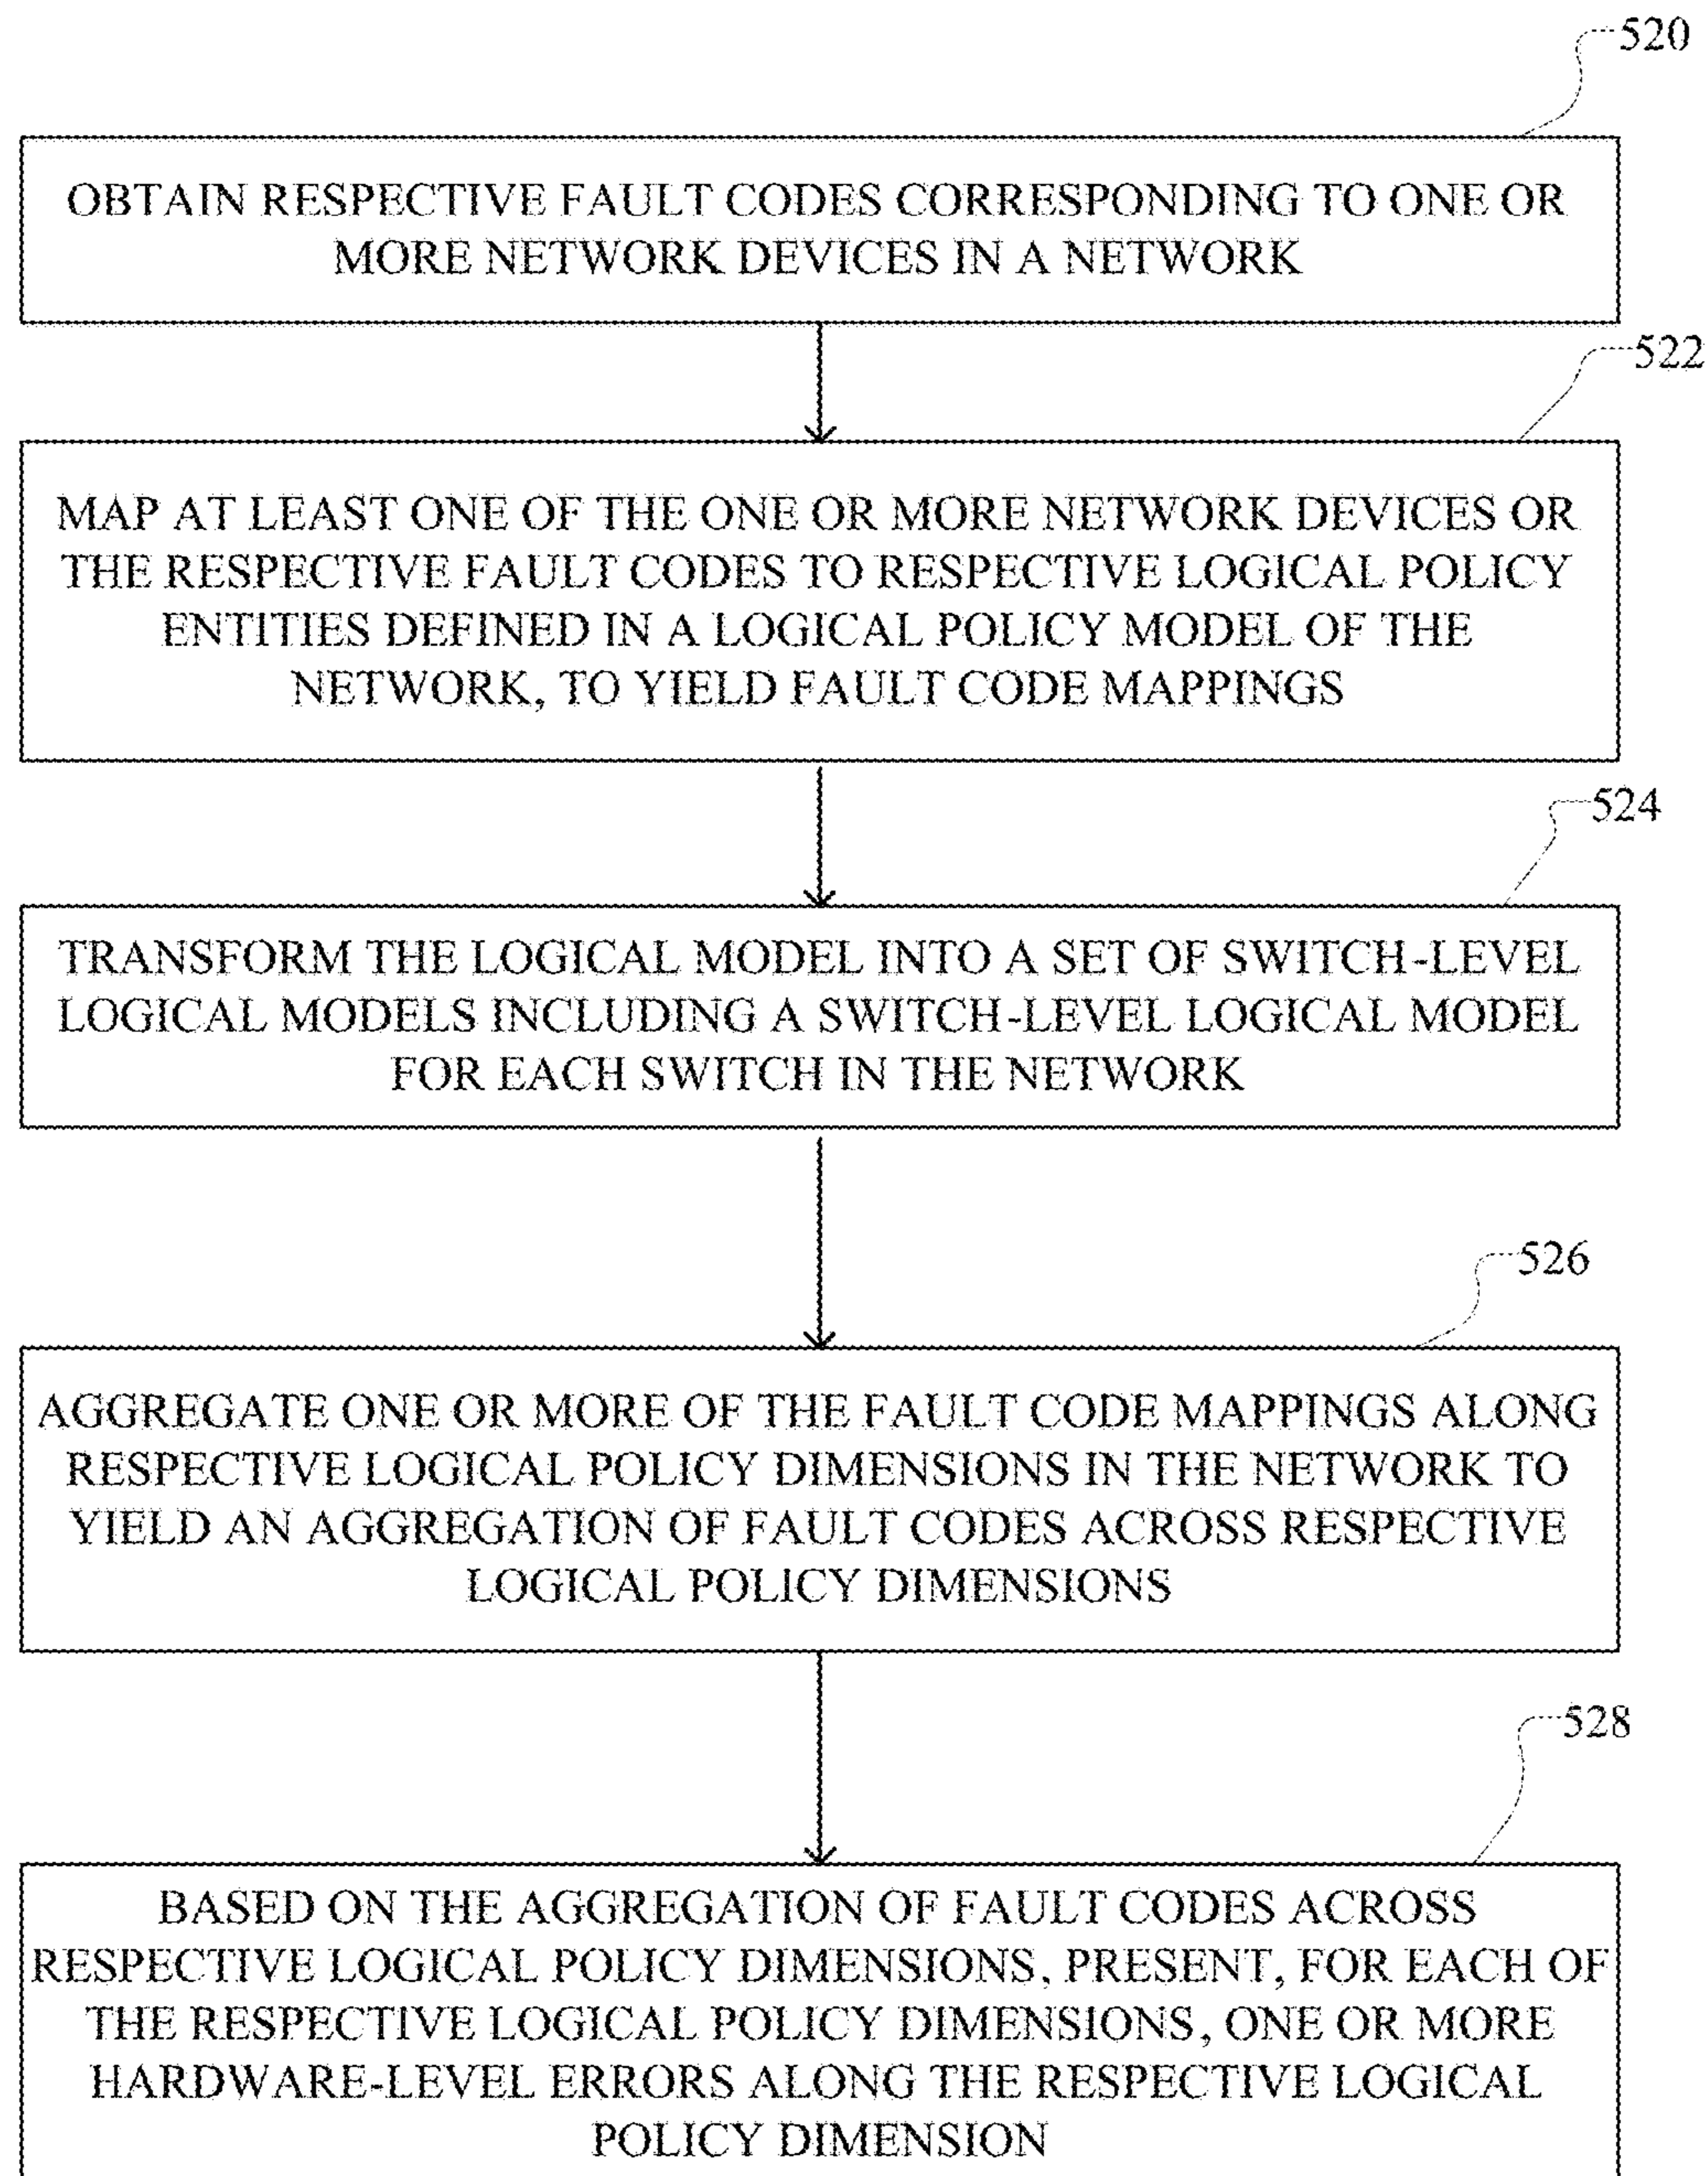 520
OBTAIN RESPECTIVE FAULT CODES CORRESPONDING TO ONE OR
MORE NETWORK DEVICES IN A NETWORK
522
MAP AT LEAST ONE OF THE ONE OR MORE NETWORK DEVICES OR
THE RESPECTIVE FAULT CODES TO RESPECTIVE LOGICAL POLICY
ENTITIES DEFINED IN A LOGICAL POLICY MODEL OF THE
NETWORK, TO YIELD FAULT CODE MAPPINGS
524
TRANSFORM THE LOGICAL MODEL INTO A SET OF SWITCH-LEVEL
LOGICAL MODELS INCLUDING A SWITCH-LEVEL LOGICAL MODEL
FOR EACH SWITCH IN THE NETWORK
526
AGGREGATE ONE OR MORE OF THE FAULT CODE MAPPINGS ALONG
RESPECTIVE LOGICAL POLICY DIMENSIONS IN THE NETWORK TO
YIELD AN AGGREGATION OF FAULT CODES ACROSS RESPECTIVE
LOGICAL POLICY DIMENSIONS
528
BASED ON THE AGGREGATION OF FAULT CODES ACROSS
RESPECTIVE LOGICAL POLICY DIMENSIONS, PRESENT, FOR EACH OF
THE RESPECTIVE LOGICAL POLICY DIMENSIONS, ONE OR MORE
HARDWARE-LEVEL ERRORS ALONG THE RESPECTIVE LOGICAL
POLICY DIMENSION